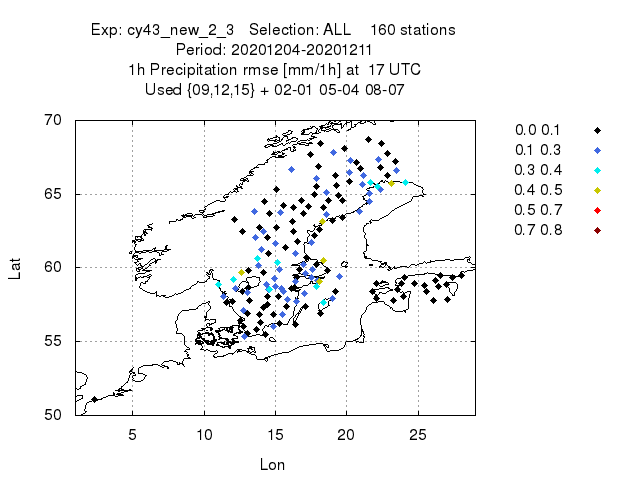 Exp: cy43_new_2_3   Selection: ALL    160 stations
Period: 20201204-20201211
1h Precipitation rmse [mm/1h] at  17 UTC
Used {09,12,15} + 02-01 05-04 08-07
70
65
60
55
50
Lat
5 10 15 20 25
Lon
0.0 0.1
0.1 0.3
0.3 0.4
0.4 0.5
0.5 0.7
0.7 0.8